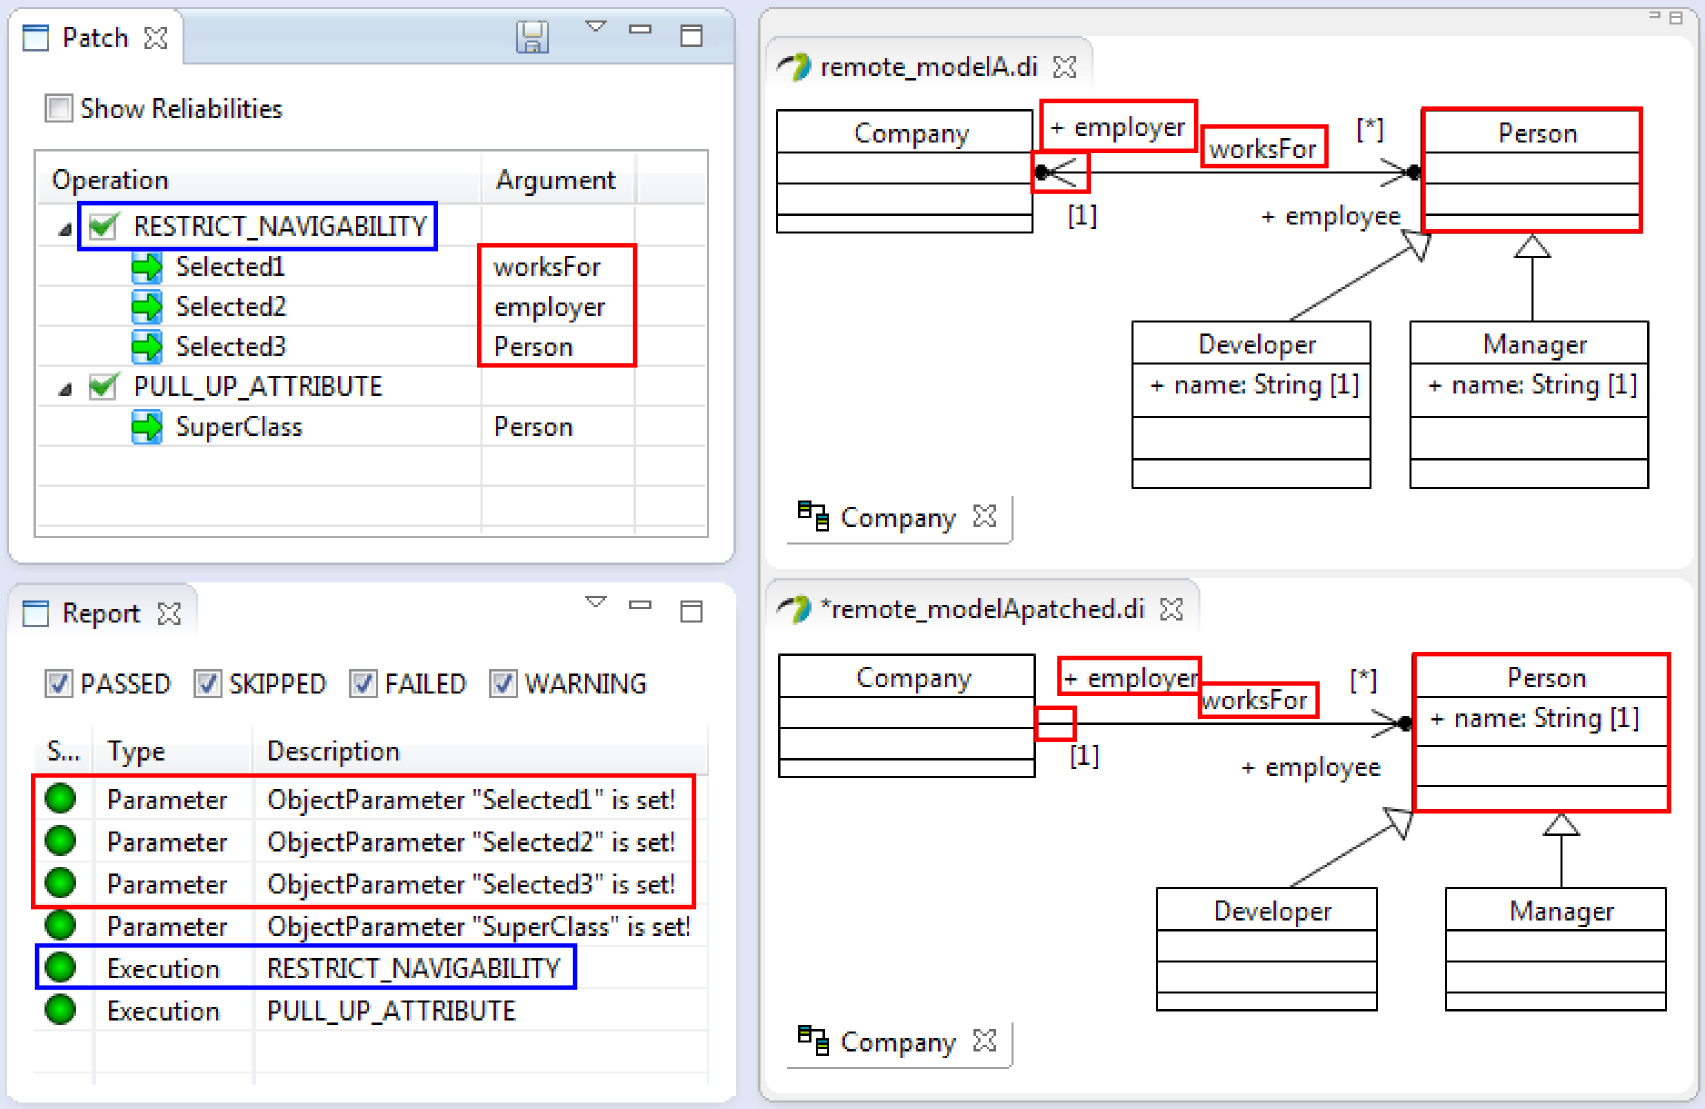 Patch
Show Reliabilities
Operation Argument
RESTRICT_NAVIGABILITY
Selected1 worksFor
Selected2 employer
Selected3 Person
PULL_UP_ATTRIBUTE
SuperClass Person
Report
PASSED SKIPPED FAILED WARNING
S... Type Description
Parameter ObjectParameter "Selected1" is set!
Parameter ObjectParameter "Selected2" is set!
Parameter ObjectParameter "Selected3" is set!
Parameter ObjectParameter "SuperClass" is set!
Execution RESTRICT_NAVIGABILITY
Execution PULL_UP_ATTRIBUTE
remote_modelA.di
Company + employer worksFor [*] Person
[1] + employee
Developer Manager
+ name: String [1] + name: String [1]
Company
*remote_modelApatched.di
Company + employer worksFor [*] Person
+ name: String [1]
[1] + employee
Developer Manager
Company